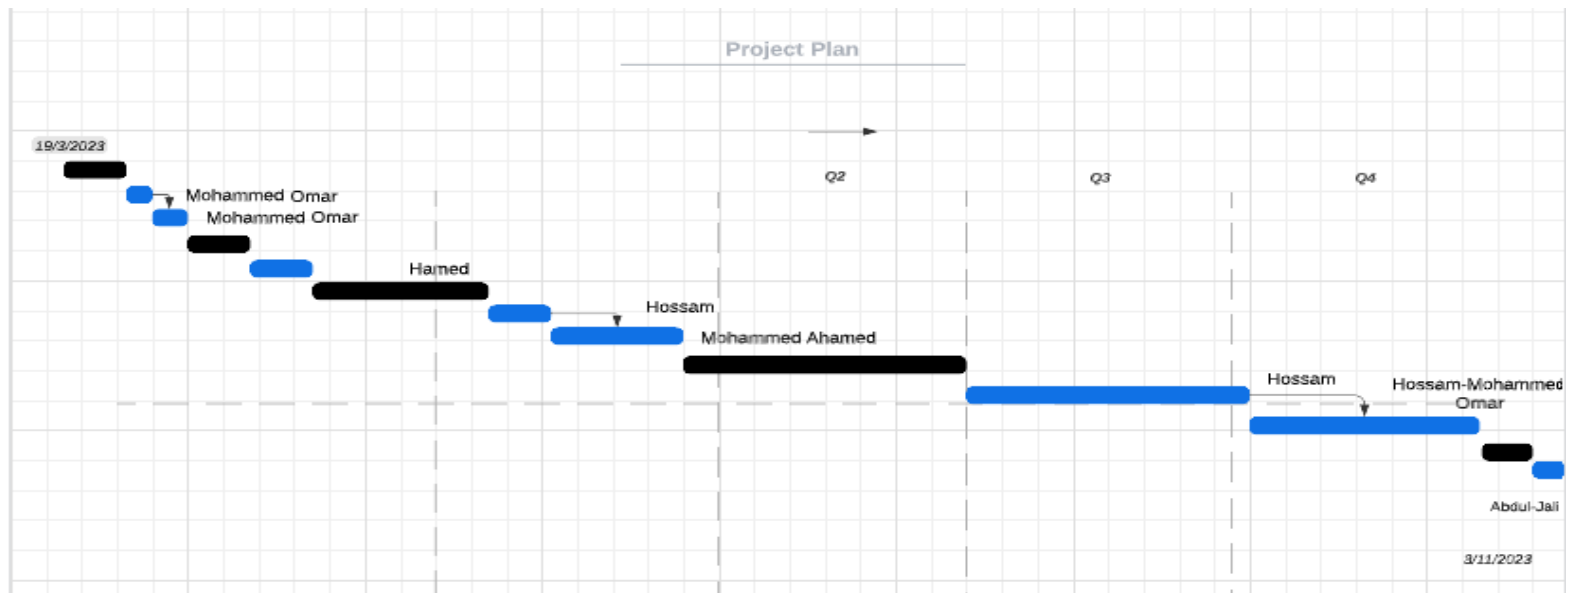 Project Plan
19/3/2023
Q2
Q3
Q4
Mohammed Omar
Mohammed Omar
Hamed
Hossam
Mohammed Ahamed
Hossam
Hossam-Mohammed
Omar
Abdul-Jali
3/11/2023